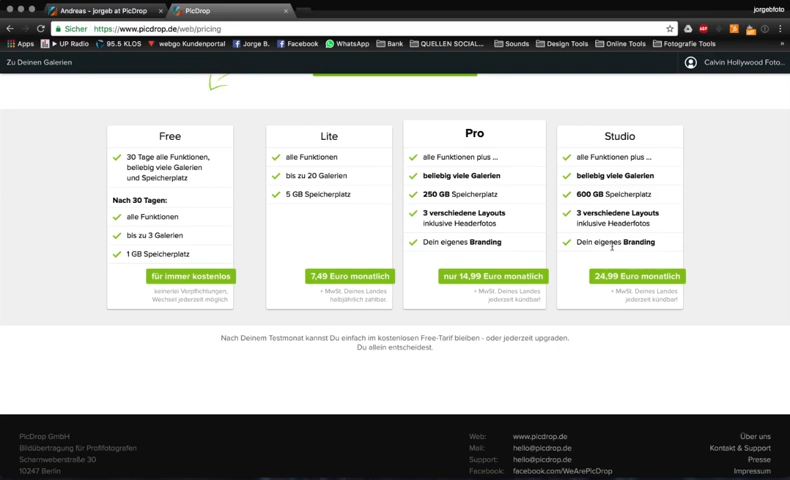 Andreas - jorgeb at PicDrop
PicDrop
jorgebfoto
Sicher
https://www.picdrop.de/web/pricing
Apps
UP Radio
95.5 KLOS
webgo Kundenportal
Jorge B.
Facebook
WhatsApp
Bank
QUELLEN SOCIAL...
Sounds
Design Tools
Online Tools
Fotografie Tools
Zu Deinen Galerien
Calvin Hollywood Foto...
Free
30 Tage alle Funktionen,
beliebig viele Galerien
und Speicherplatz
Nach 30 Tagen:
alle Funktionen
bis zu 3 Galerien
1 GB Speicherplatz
für immer kostenlos
keinerlei Verpflichtungen,
Wechsel jederzeit möglich
Lite
alle Funktionen
bis zu 20 Galerien
5 GB Speicherplatz
7,49 Euro monatlich
+ MwSt. Deines Landes
halbjährlich zahlbar.
Pro
alle Funktionen plus ...
beliebig viele Galerien
250 GB Speicherplatz
3 verschiedene Layouts
inklusive Headerfotos
Dein eigenes Branding
nur 14,99 Euro monatlich
+ MwSt. Deines Landes
jederzeit kündbar!
Studio
alle Funktionen plus ...
beliebig viele Galerien
600 GB Speicherplatz
3 verschiedene Layouts
inklusive Headerfotos
Dein eigenes Branding
24,99 Euro monatlich
+ MwSt. Deines Landes
jederzeit kündbar!
Nach Deinem Testmonat kannst Du einfach im kostenlosen Free-Tarif bleiben - oder jederzeit upgraden.
Du allein entscheidest.
PicDrop GmbH
Bildübertragung für Profifotografen
Scharnweberstraße 30
10247 Berlin
Web: www.picdrop.de
Mail: hello@picdrop.de
Support: hello@picdrop.de
Facebook: facebook.com/WeArePicDrop
Über uns
Kontakt & Support
Presse
Impressum